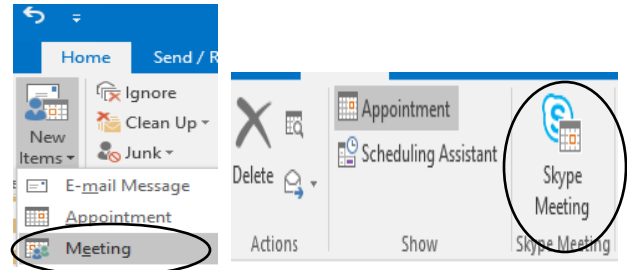 Home Send / R
Ignore
Clean Up
Junk
New
Items
E-mail Message
Appointment
Meeting
Appointment
Scheduling Assistant
Delete
Skype
Meeting
Actions Show Skype Meeting